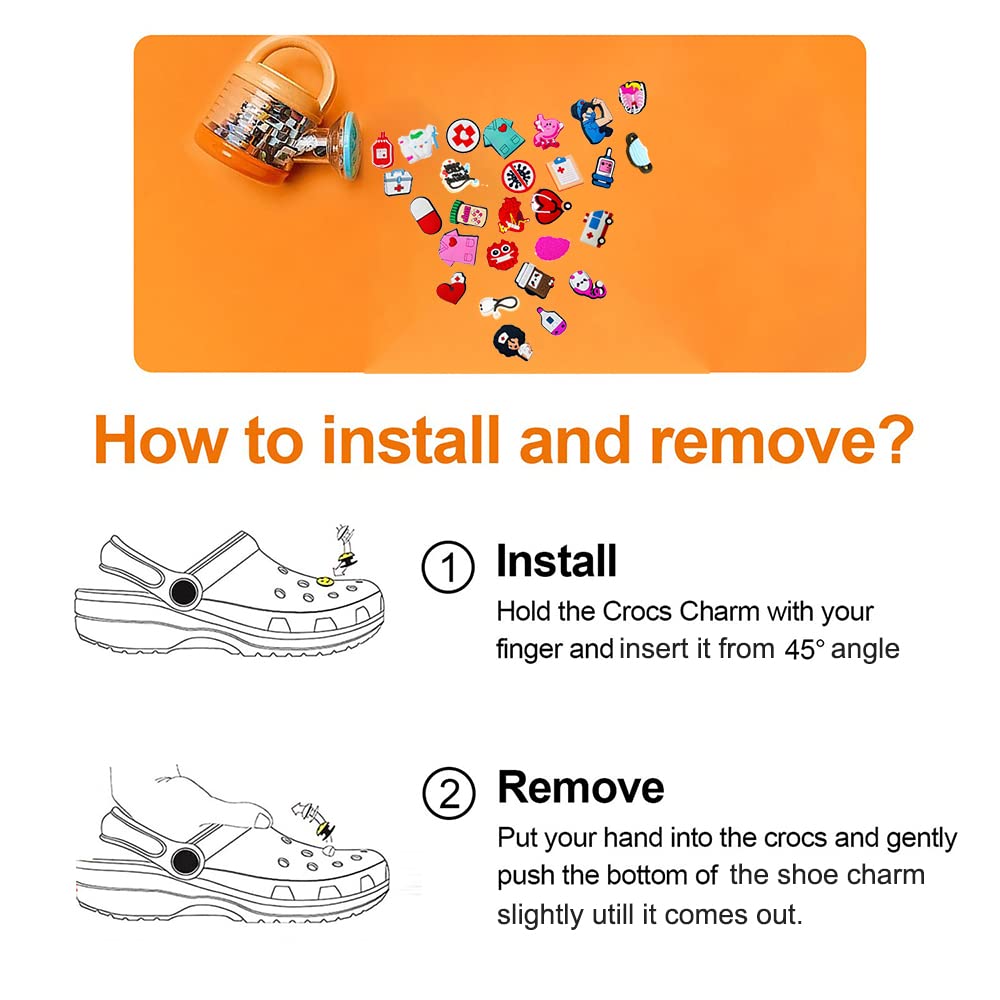 How to install and remove?
1 Install
Hold the Crocs Charm with your
finger and insert it from 45° angle
2 Remove
Put your hand into the crocs and gently
push the bottom of the shoe charm
slightly utill it comes out.